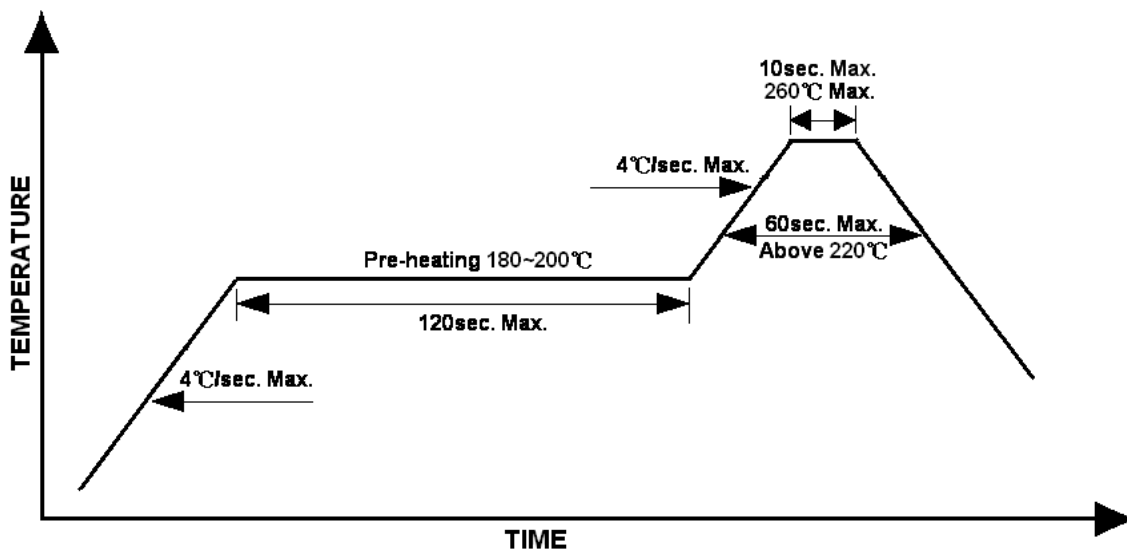 10sec. Max.
260℃ Max.
4℃/sec. Max.
60sec. Max.
Above 220℃
Pre-heating 180~200℃
120sec. Max.
4℃/sec. Max.
TEMPERATURE
TIME